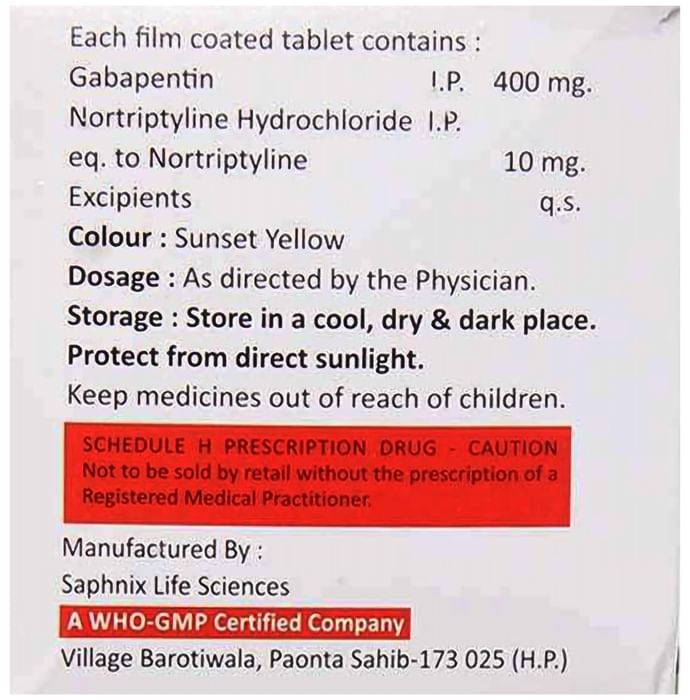 Each film coated tablet contains :
Gabapentin I.P. 400 mg.
Nortriptyline Hydrochloride I.P.
eq. to Nortriptyline 10 mg.
Excipients q.s.
Colour : Sunset Yellow
Dosage : As directed by the Physician.
Storage : Store in a cool, dry & dark place.
Protect from direct sunlight.
Keep medicines out of reach of children.
SCHEDULE H PRESCRIPTION DRUG - CAUTION
Not to be sold by retail without the prescription of a
Registered Medical Practitioner.
Manufactured By :
Saphnix Life Sciences
A WHO-GMP Certified Company
Village Barotiwala, Paonta Sahib-173 025 (H.P.)